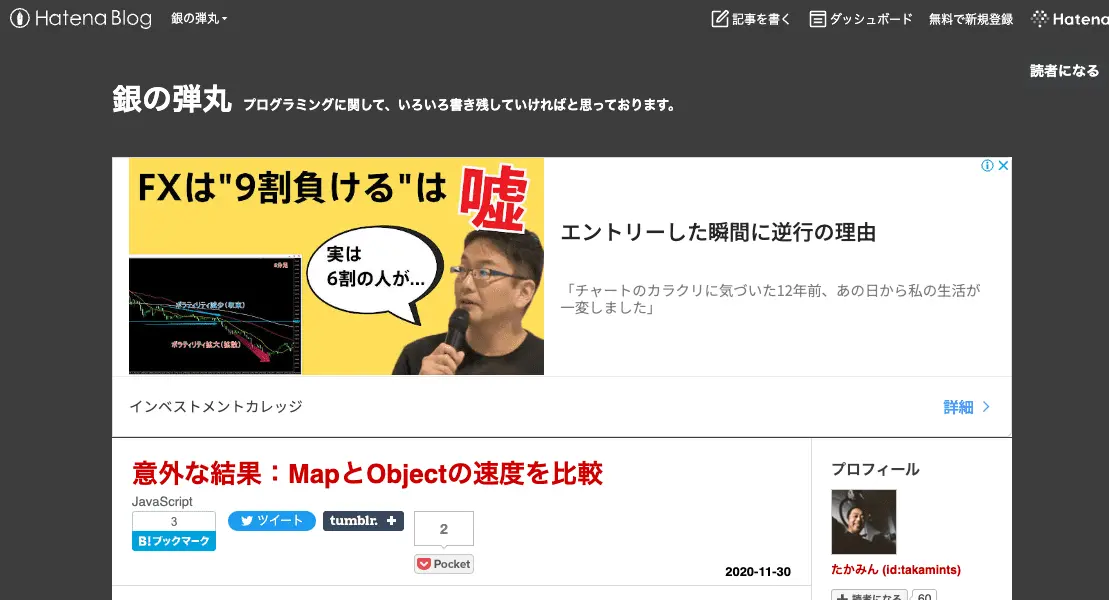 Hatena Blog 銀の弾丸
記事を書く ダッシュボード 無料で新規登録 Hatena
読者になる
銀の弾丸 プログラミングに関して、いろいろ書き残していければと思っております。
FXは"9割負ける"は 嘘
実は
6割の人が...
ボラティリティ減少(収束)
ボラティリティ拡大(拡散)
エントリーした瞬間に逆行の理由
「チャートのカラクリに気づいた12年前、あの日から私の生活が
一変しました」
インベストメントカレッジ
詳細
意外な結果:MapとObjectの速度を比較
JavaScript
3
B!ブックマーク
ツイート
tumblr. +
2
Pocket
2020-11-30
プロフィール
たかみん (id:takamints)
+ 読者になる 60